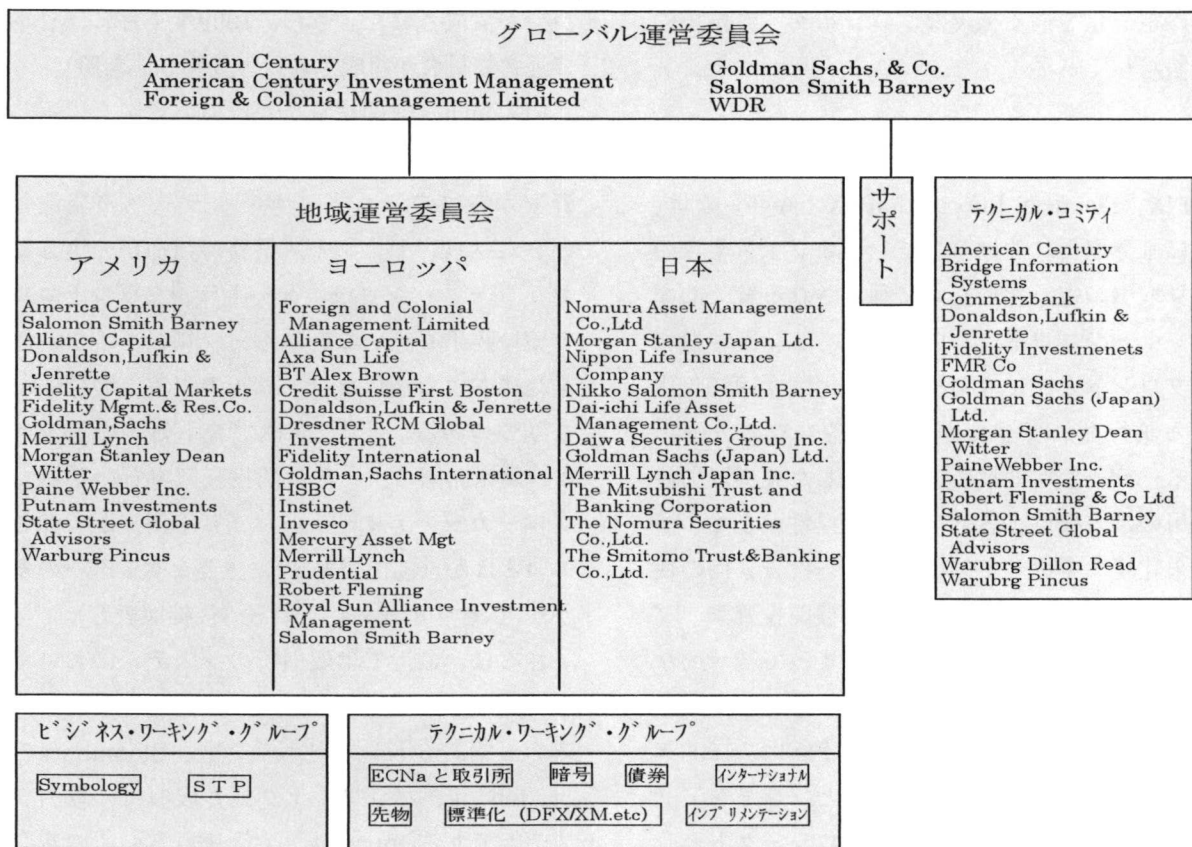 グローバル運営委員会
American Century
American Century Investment Management
Foreign & Colonial Management Limited
Goldman Sachs, & Co.
Salomon Smith Barney Inc
WDR
地域運営委員会
アメリカ
America Century
Salomon Smith Barney
Alliance Capital
Donaldson,Lufkin &
Jenrette
Fidelity Capital Markets
Fidelity Mgmt.& Res.Co.
Goldman,Sachs
Merrill Lynch
Morgan Stanley Dean
Witter
Paine Webber Inc.
Putnam Investments
State Street Global
Advisors
Warburg Pincus
ヨーロッパ
Foreign and Colonial
Management Limited
Alliance Capital
Axa Sun Life
BT Alex Brown
Credit Suisse First Boston
Donaldson,Lufkin & Jenrette
Dresdner RCM Global
Investment
Fidelity International
Goldman,Sachs International
HSBC
Instinet
Invesco
Mercury Asset Mgt
Merrill Lynch
Prudential
Robert Fleming
Royal Sun Alliance Investment
Management
Salomon Smith Barney
日本
Nomura Asset Management
Co.,Ltd
Morgan Stanley Japan Ltd.
Nippon Life Insurance
Company
Nikko Salomon Smith Barney
Dai-ichi Life Asset
Management Co.,Ltd.
Daiwa Securities Group Inc.
Goldman Sachs (Japan) Ltd.
Merrill Lynch Japan Inc.
The Mitsubishi Trust and
Banking Corporation
The Nomura Securities
Co.,Ltd.
The Smitomo Trust&Banking
Co.,Ltd.
サポート
テクニカル・コミティ
American Century
Bridge Information
Systems
Commerzbank
Donaldson,Lufkin &
Jenrette
Fidelity Investmenets
FMR Co
Goldman Sachs
Goldman Sachs (Japan)
Ltd.
Morgan Stanley Dean
Witter
PaineWebber Inc.
Putnam Investments
Robert Fleming & Co Ltd
Salomon Smith Barney
State Street Global
Advisors
Warubrg Dillon Read
Warubrg Pincus
ビジネス・ワーキング・グループ
Symbology
STP
テクニカル・ワーキング・グループ
ECNaと取引所
暗号
債券
インターナショナル
先物
標準化（DFX/XM.etc）
インプリメンテーション